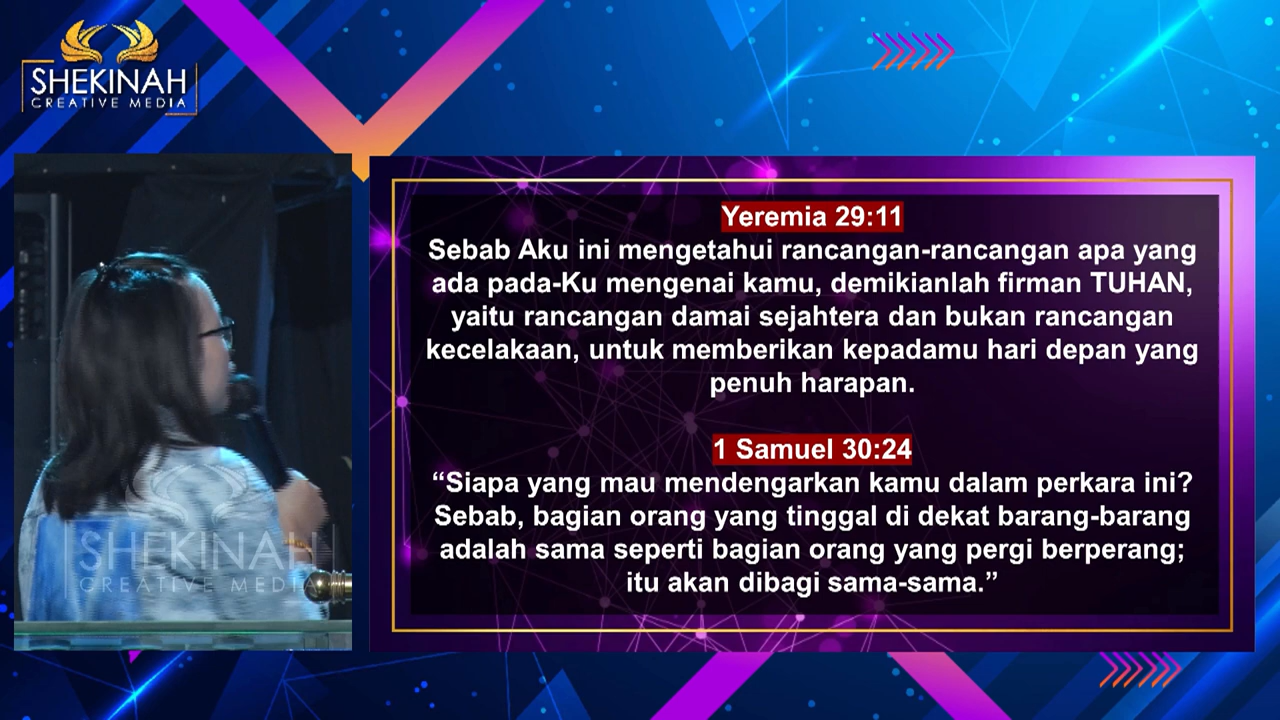 SHEKINAH
CREATIVE MEDIA
Yeremia 29:11
Sebab Aku ini mengetahui rancangan-rancangan apa yang
ada pada-Ku mengenai kamu, demikianlah firman TUHAN,
yaitu rancangan damai sejahtera dan bukan rancangan
kecelakaan, untuk memberikan kepadamu hari depan yang
penuh harapan.
1 Samuel 30:24
“Siapa yang mau mendengarkan kamu dalam perkara ini?
Sebab, bagian orang yang tinggal di dekat barang-barang
adalah sama seperti bagian orang yang pergi berperang;
itu akan dibagi sama-sama.”
SHEKINAH
CREATIVE MEDIA